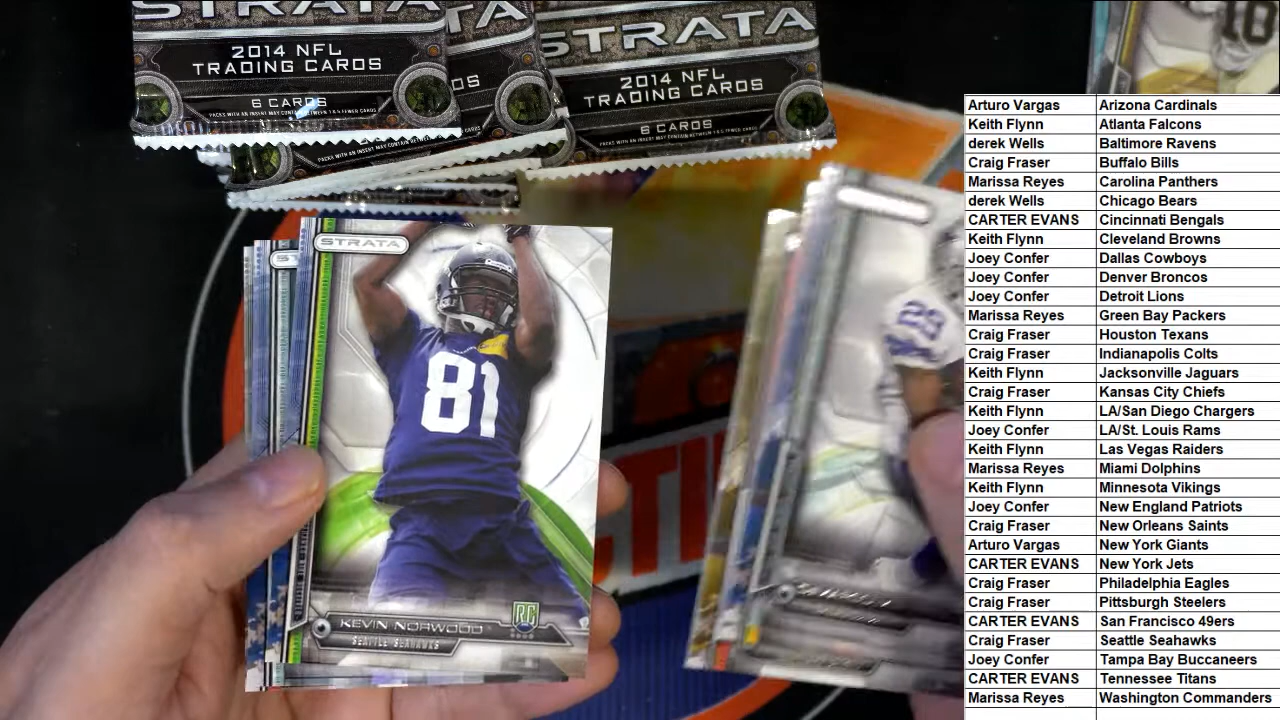 STRATA
2014 NFL
TRADING CARDS
6 CARDS
STRATA
2014 NFL
TRADING CARDS
6 CARDS
STRATA
81
KEVIN NORWOOD
SEATTLE SEAHAWKS
RC
23
10
Arturo Vargas Arizona Cardinals
Keith Flynn Atlanta Falcons
derek Wells Baltimore Ravens
Craig Fraser Buffalo Bills
Marissa Reyes Carolina Panthers
derek Wells Chicago Bears
CARTER EVANS Cincinnati Bengals
Keith Flynn Cleveland Browns
Joey Confer Dallas Cowboys
Joey Confer Denver Broncos
Joey Confer Detroit Lions
Marissa Reyes Green Bay Packers
Craig Fraser Houston Texans
Craig Fraser Indianapolis Colts
Keith Flynn Jacksonville Jaguars
Craig Fraser Kansas City Chiefs
Keith Flynn LA/San Diego Chargers
Joey Confer LA/St. Louis Rams
Keith Flynn Las Vegas Raiders
Marissa Reyes Miami Dolphins
Keith Flynn Minnesota Vikings
Joey Confer New England Patriots
Craig Fraser New Orleans Saints
Arturo Vargas New York Giants
CARTER EVANS New York Jets
Craig Fraser Philadelphia Eagles
Craig Fraser Pittsburgh Steelers
CARTER EVANS San Francisco 49ers
Craig Fraser Seattle Seahawks
Joey Confer Tampa Bay Buccaneers
CARTER EVANS Tennessee Titans
Marissa Reyes Washington Commanders